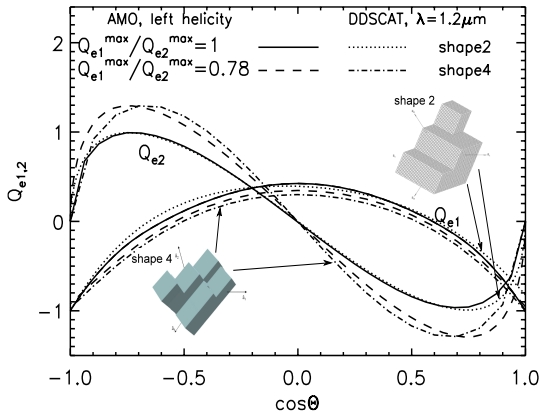 AMO, left helicity DDSCAT, λ=1.2μm
Q_e1^max/Q_e2^max=1 shape2
Q_e1^max/Q_e2^max=0.78 shape4
2
1
0
−1
Q_e1,2
shape 2
Q_e2
Q_e1
shape 4
−1.0 −0.5 0.0 0.5 1.0
cosΘ